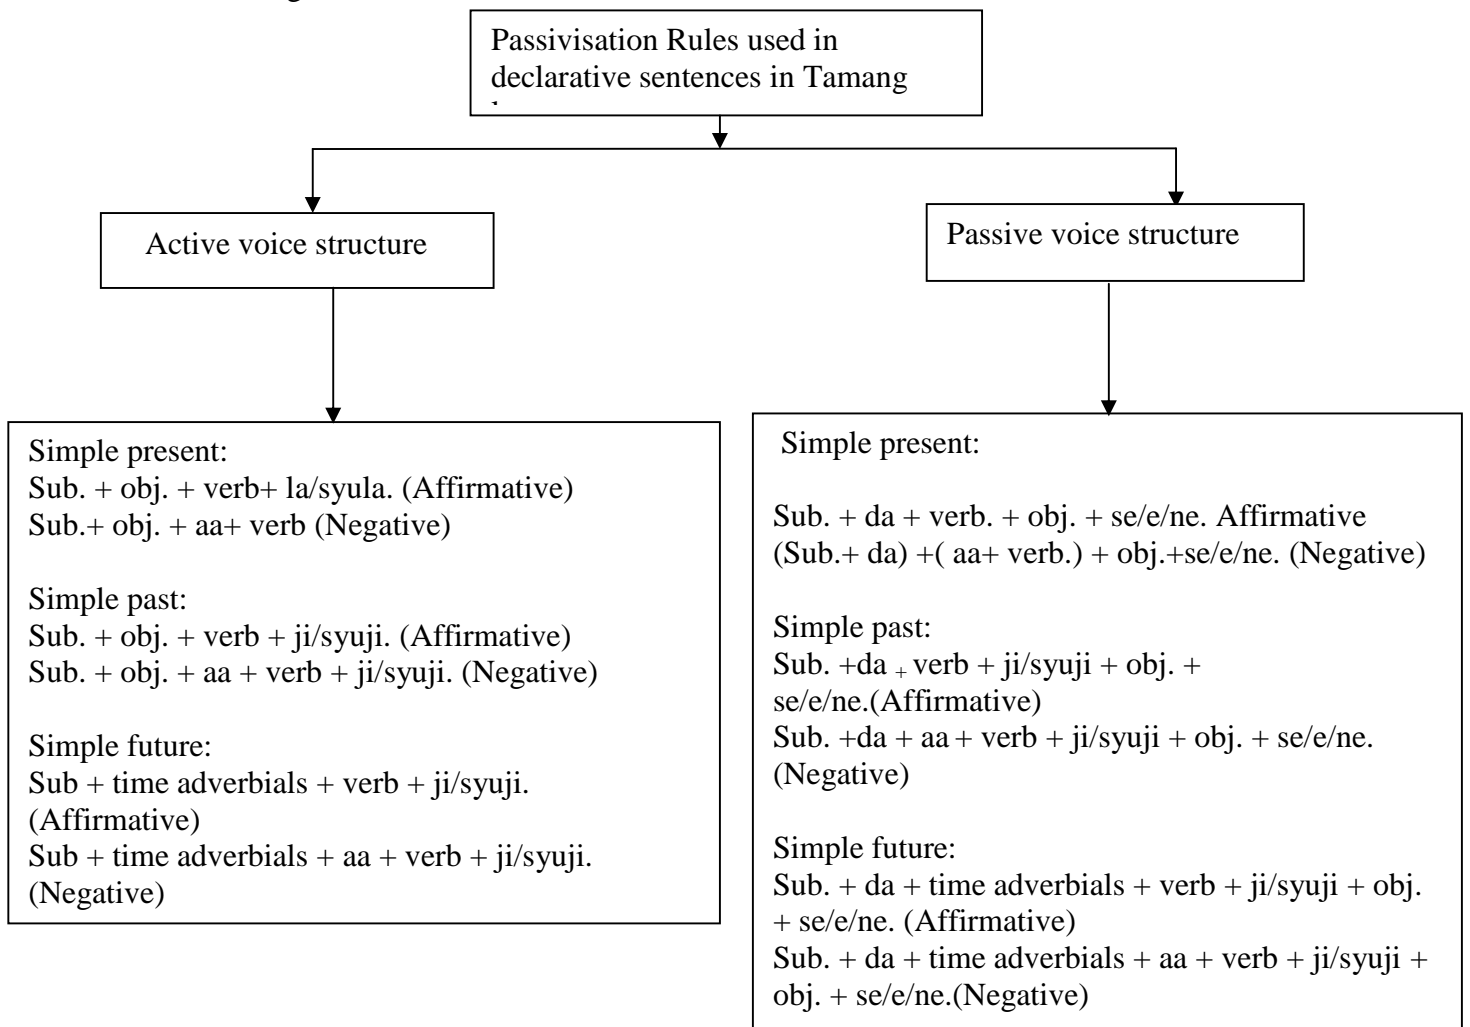 Passivisation Rules used in
declarative sentences in Tamang
Active voice structure
Passive voice structure
Simple present:
Sub. + obj. + verb+ la/syula. (Affirmative)
Sub.+ obj. + aa+ verb (Negative)
Simple past:
Sub. + obj. + verb + ji/syuji. (Affirmative)
Sub. + obj. + aa + verb + ji/syuji. (Negative)
Simple future:
Sub + time adverbials + verb + ji/syuji.
(Affirmative)
Sub + time adverbials + aa + verb + ji/syuji.
(Negative)
Simple present:
Sub. + da + verb. + obj. + se/e/ne. Affirmative
(Sub.+ da) +( aa+ verb.) + obj.+se/e/ne. (Negative)
Simple past:
Sub. +da + verb + ji/syuji + obj. +
se/e/ne.(Affirmative)
Sub. +da + aa + verb + ji/syuji + obj. + se/e/ne.
(Negative)
Simple future:
Sub. + da + time adverbials + verb + ji/syuji + obj.
+ se/e/ne. (Affirmative)
Sub. + da + time adverbials + aa + verb + ji/syuji +
obj. + se/e/ne.(Negative)